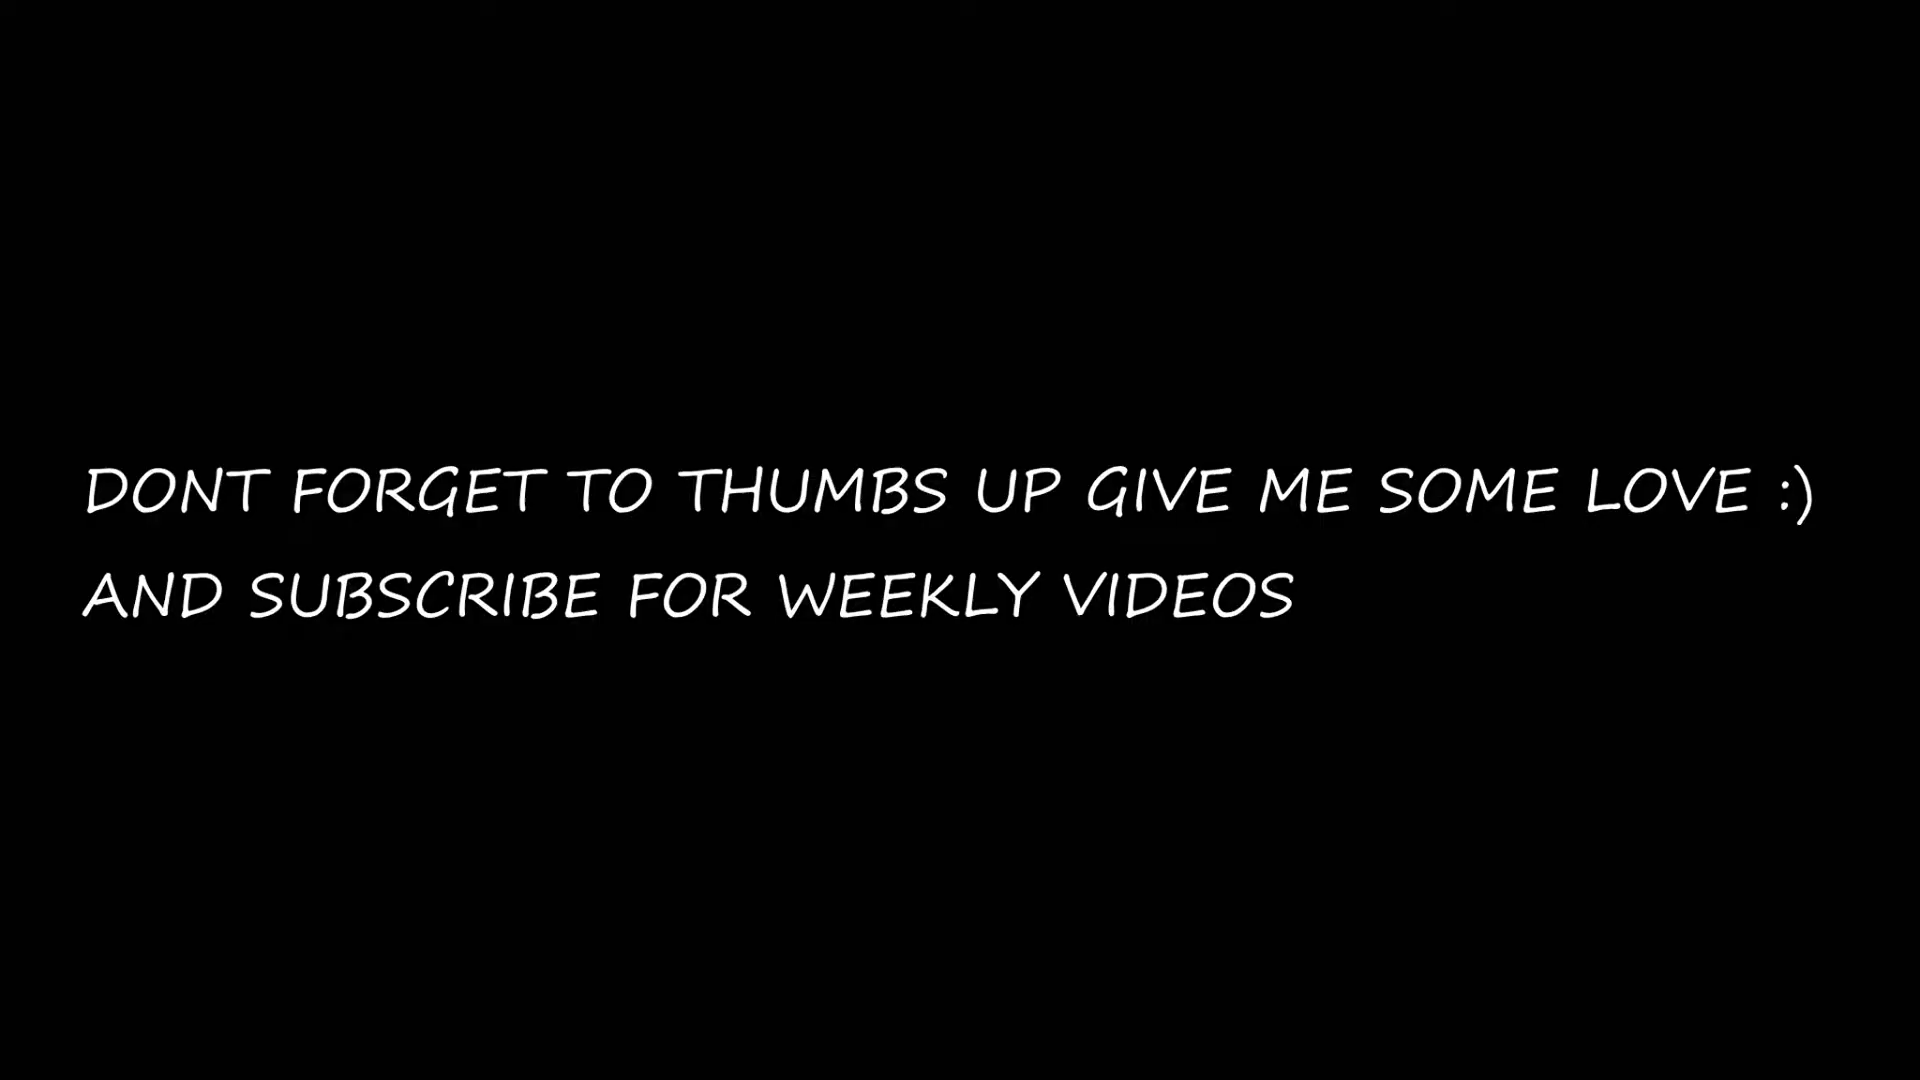 DONT FORGET TO THUMBS UP GIVE ME SOME LOVE :)
AND SUBSCRIBE FOR WEEKLY VIDEOS